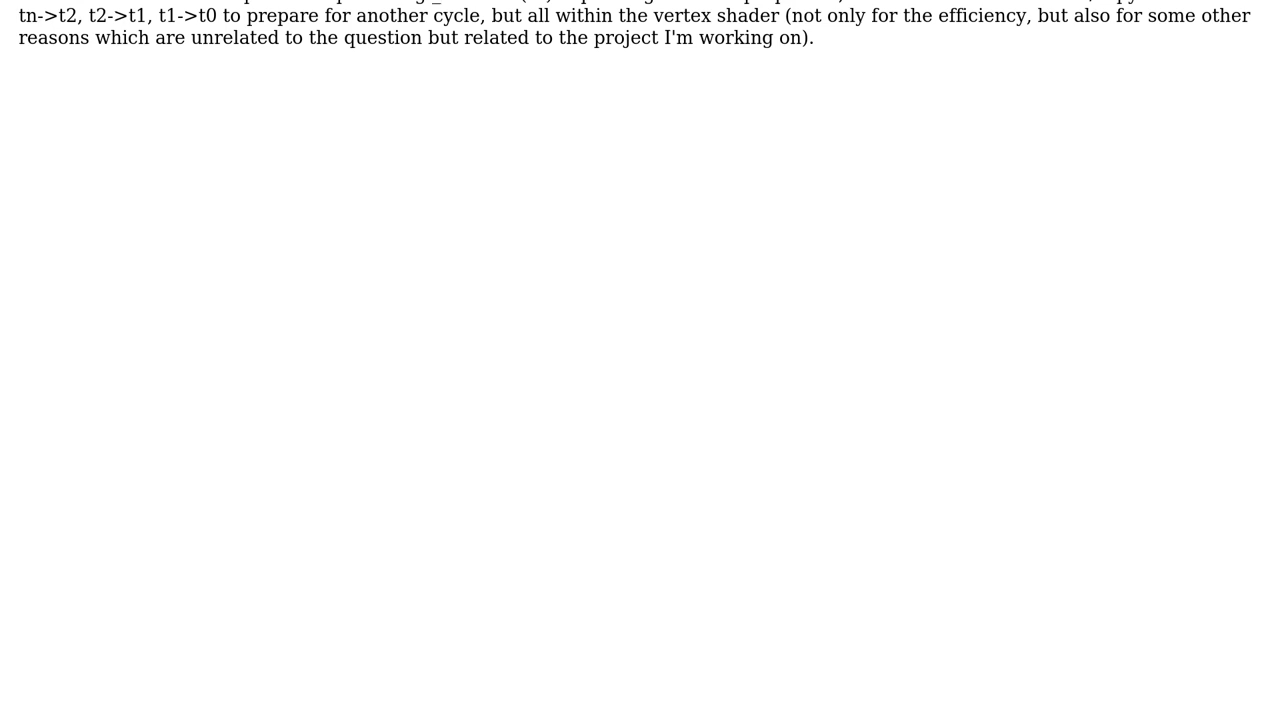 tn->t2, t2->t1, t1->t0 to prepare for another cycle, but all within the vertex shader (not only for the efficiency, but also for some other
reasons which are unrelated to the question but related to the project I'm working on).